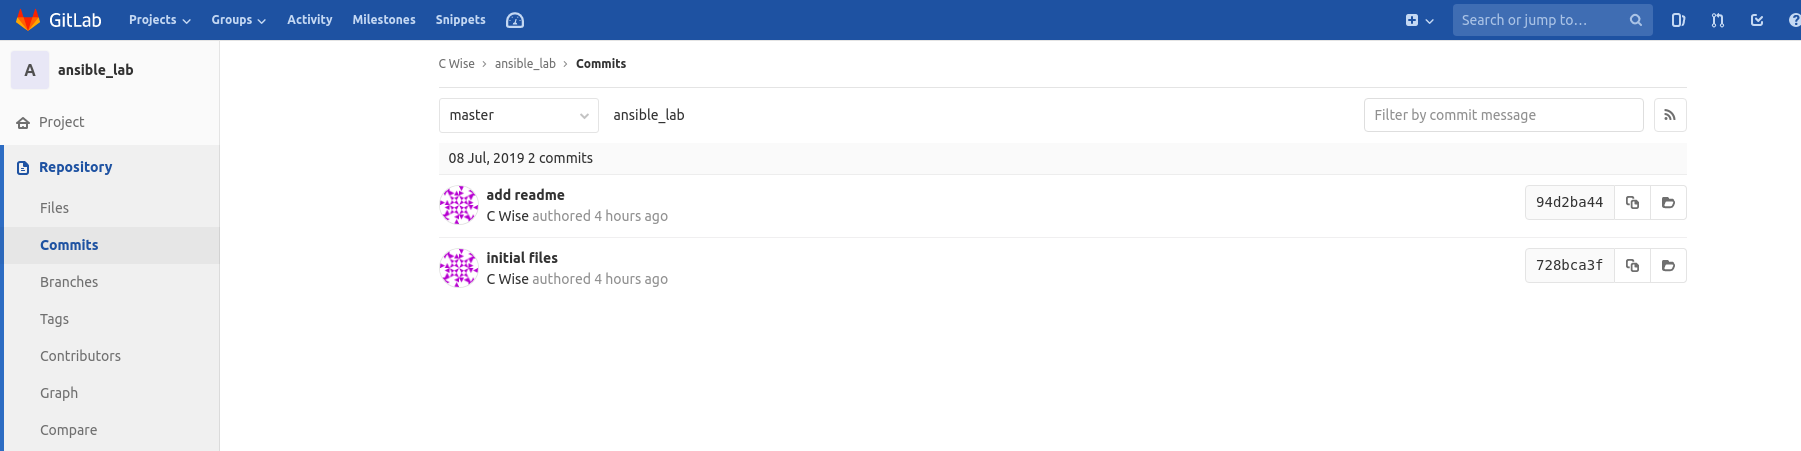 GitLab Projects Groups Activity Milestones Snippets Search or jump to...
A ansible_lab
Project
Repository
Files
Commits
Branches
Tags
Contributors
Graph
Compare
C Wise › ansible_lab › Commits
master ansible_lab Filter by commit message
08 Jul, 2019 2 commits
add readme
C Wise authored 4 hours ago
94d2ba44
initial files
C Wise authored 4 hours ago
728bca3f